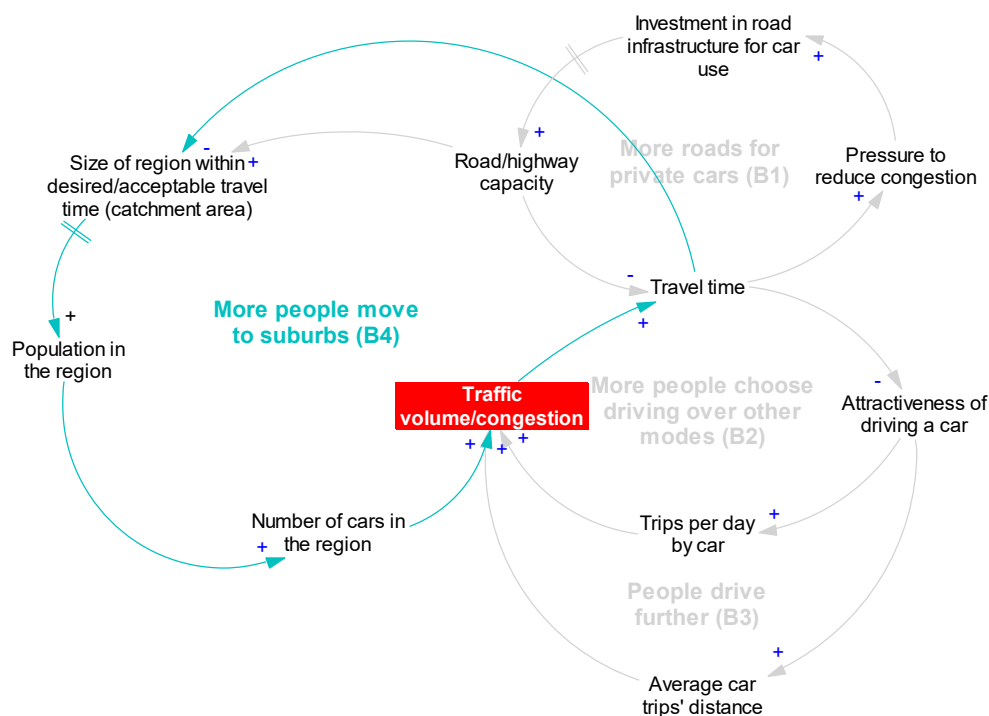 Investment in road
infrastructure for car
use
+
+
Size of region within
desired/acceptable travel
time (catchment area)
-
+
Road/highway
capacity
More roads for
private cars (B1)
Pressure to
reduce congestion
+
-
Travel time
+
More people move
to suburbs (B4)
+
Population in
the region
Traffic
volume/congestion
+
+
+
More people choose
driving over other
modes (B2)
-
Attractiveness of
driving a car
Number of cars in
the region
+
Trips per day
by car
+
People drive
further (B3)
+
Average car
trips' distance